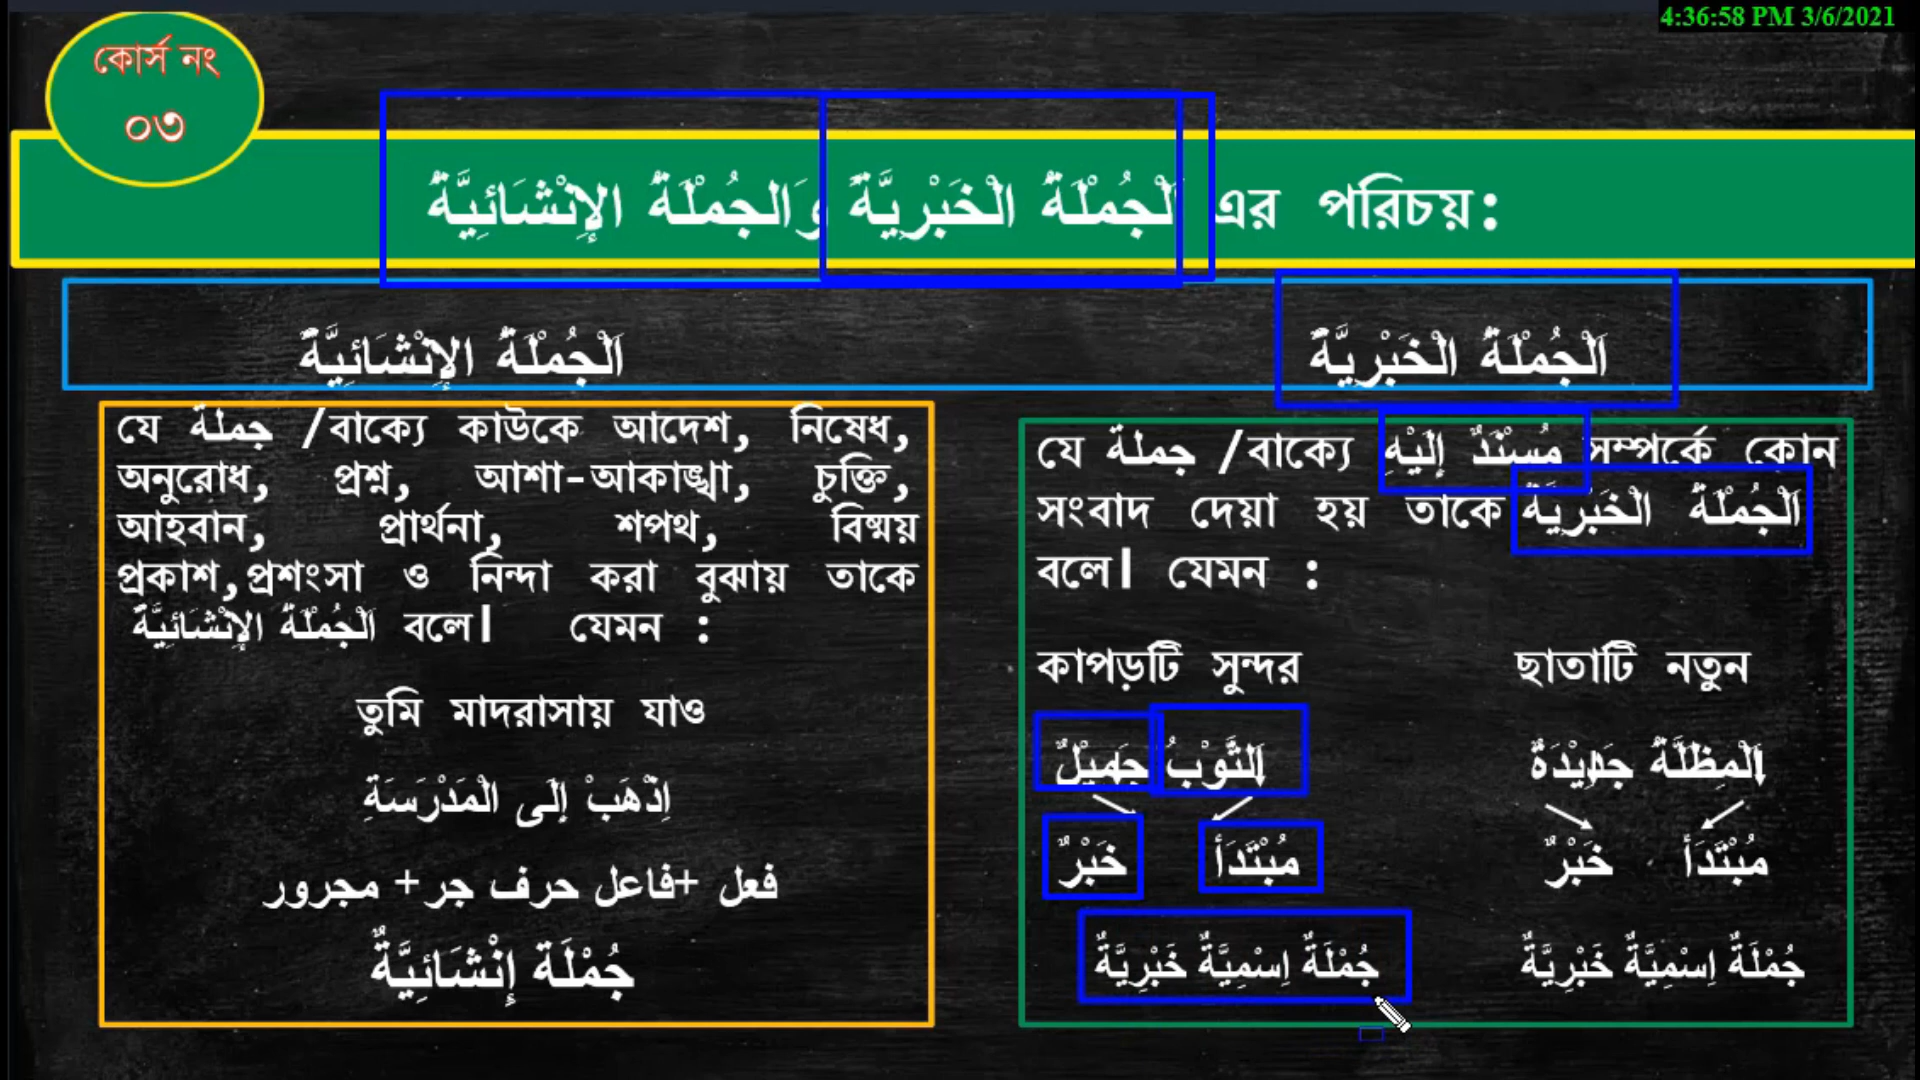 4:36:58 PM 3/6/2021
কোর্স নং
০৩
اَلْجُمْلَةُ الْخَبْرِيَّةُ وَالجُمْلَةُ الإِنْشَائِيَّةُ এর পরিচয়:
اَلْجُمْلَةُ الإِنْشَائِيَّةُ
যে جملة /বাক্যে কাউকে আদেশ, নিষেধ,
অনুরোধ, প্রশ্ন, আশা-আকাঙ্খা, চুক্তি,
আহবান, প্রার্থনা, শপথ, বিষ্ময়
প্রকাশ,প্রশংসা ও নিন্দা করা বুঝায় তাকে
اَلْجُمْلَةُ الإِنْشَائِيَّةُ বলে। যেমন :
তুমি মাদরাসায় যাও
اِذْهَبْ إِلَى الْمَدْرَسَةِ
فعل +فاعل حرف جر+ مجرور
جُمْلَة إِنْشَائِيَّةٌ
اَلْجُمْلَةُ الْخَبْرِيَّةُ
যে جملة /বাক্যে مُسْنَدٌ إِلَيْهِ সম্পর্কে কোন
সংবাদ দেয়া হয় তাকে اَلْجُمْلَةُ الْخَبْرِيَّةُ
বলে। যেমন :
কাপড়টি সুন্দর ছাতাটি নতুন
اَلثَّوْبُ جَمِيْلٌ
اَلْمِظَلَّةُ جَدِيْدَةٌ
مُبْتَدَأ خَبْرٌ
مُبْتَدَأ خَبْرٌ
جُمْلَةٌ اِسْمِيَّةٌ خَبْرِيَّةٌ
جُمْلَةٌ اِسْمِيَّةٌ خَبْرِيَّةٌ